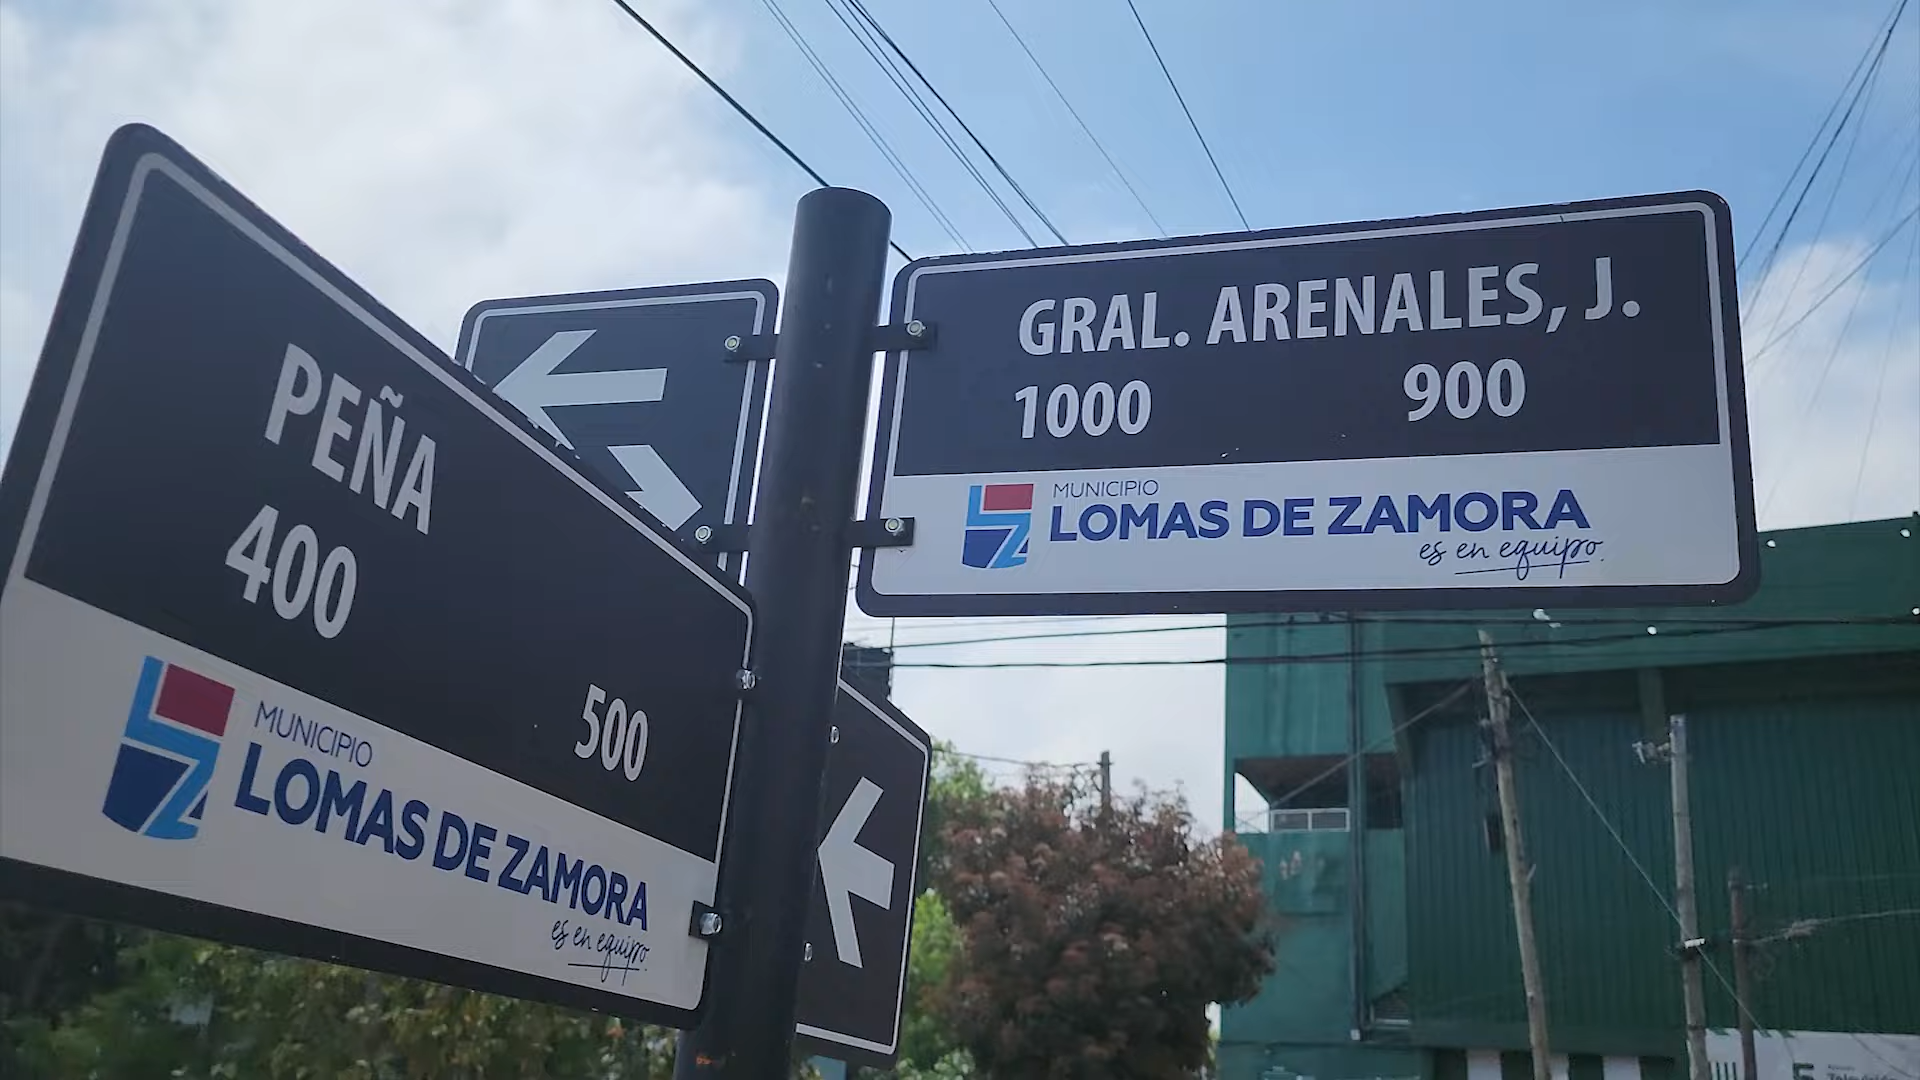 PEÑA
400 500
MUNICIPIO
LOMAS DE ZAMORA
es en equipo.
GRAL. ARENALES, J.
1000 900
MUNICIPIO
LOMAS DE ZAMORA
es en equipo.